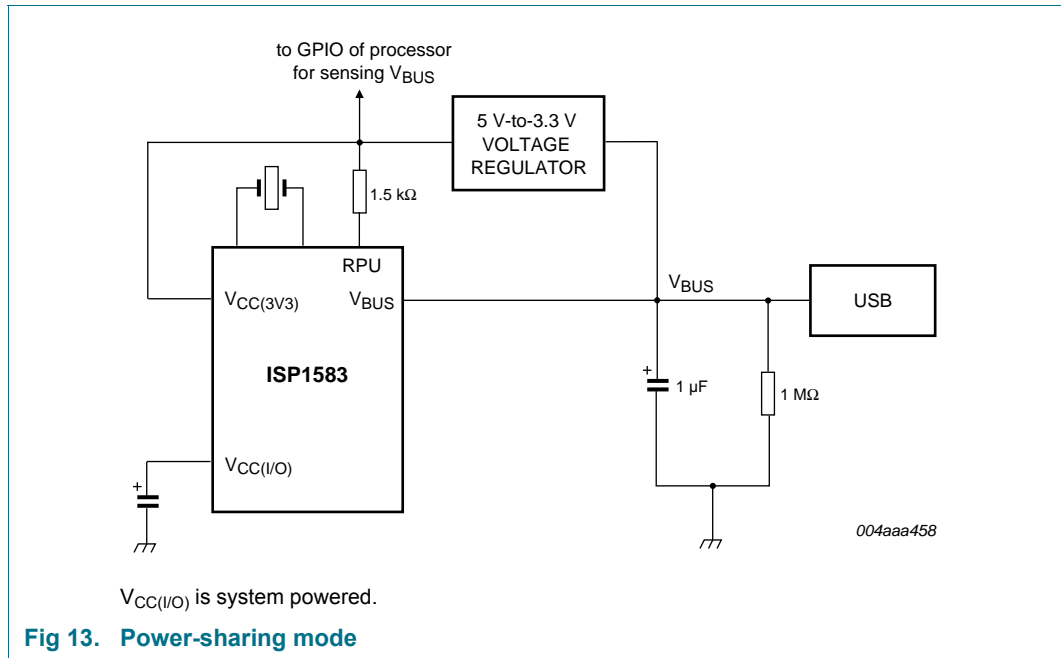 to GPIO of processor
for sensing VBUS
5 V-to-3.3 V
VOLTAGE
REGULATOR
1.5 kΩ
RPU
VCC(3V3)
VBUS
VBUS
USB
ISP1583
+
1 µF
1 MΩ
VCC(I/O)
+
004aaa458
VCC(I/O) is system powered.
Fig 13. Power-sharing mode